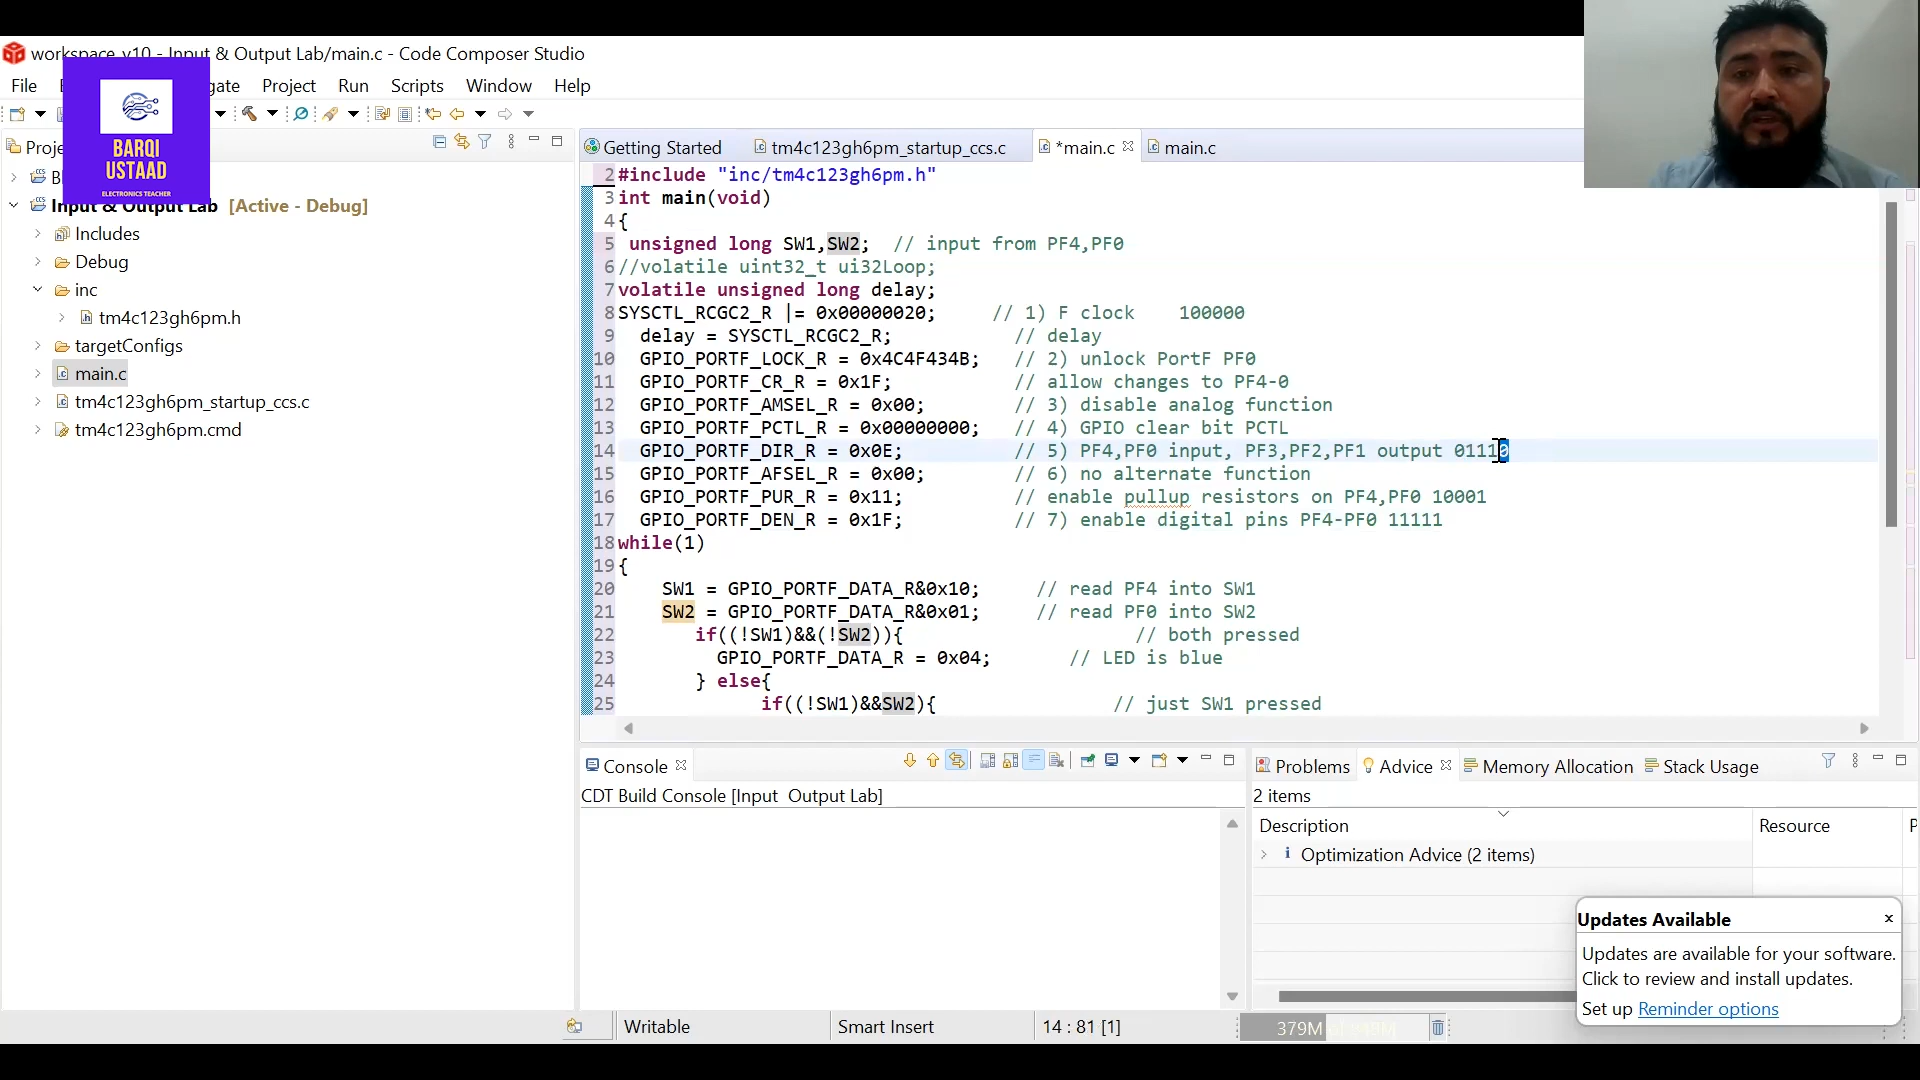 workspace_v10 - Input & Output Lab/main.c - Code Composer Studio
File
gate
Project
Run
Scripts
Window
Help
BARQI
USTAAD
ELECTRONICS TEACHER
Proje
Input & Output Lab [Active - Debug]
Includes
Debug
inc
tm4c123gh6pm.h
targetConfigs
main.c
tm4c123gh6pm_startup_ccs.c
tm4c123gh6pm.cmd
Getting Started
tm4c123gh6pm_startup_ccs.c
*main.c
main.c
2 #include "inc/tm4c123gh6pm.h"
3 int main(void)
4 {
5 unsigned long SW1,SW2; // input from PF4,PF0
6 //volatile uint32_t ui32Loop;
7 volatile unsigned long delay;
8 SYSCTL_RCGC2_R |= 0x00000020; // 1) F clock 100000
9 delay = SYSCTL_RCGC2_R; // delay
10 GPIO_PORTF_LOCK_R = 0x4C4F434B; // 2) unlock PortF PF0
11 GPIO_PORTF_CR_R = 0x1F; // allow changes to PF4-0
12 GPIO_PORTF_AMSEL_R = 0x00; // 3) disable analog function
13 GPIO_PORTF_PCTL_R = 0x00000000; // 4) GPIO clear bit PCTL
14 GPIO_PORTF_DIR_R = 0x0E; // 5) PF4,PF0 input, PF3,PF2,PF1 output 01110
15 GPIO_PORTF_AFSEL_R = 0x00; // 6) no alternate function
16 GPIO_PORTF_PUR_R = 0x11; // enable pullup resistors on PF4,PF0 10001
17 GPIO_PORTF_DEN_R = 0x1F; // 7) enable digital pins PF4-PF0 11111
18 while(1)
19 {
20 SW1 = GPIO_PORTF_DATA_R&0x10; // read PF4 into SW1
21 SW2 = GPIO_PORTF_DATA_R&0x01; // read PF0 into SW2
22 if((!SW1)&&(!SW2)){ // both pressed
23 GPIO_PORTF_DATA_R = 0x04; // LED is blue
24 } else{
25 if((!SW1)&&SW2){ // just SW1 pressed
Console
CDT Build Console [Input Output Lab]
Problems
Advice
Memory Allocation
Stack Usage
2 items
Description
Resource
Optimization Advice (2 items)
Updates Available
Updates are available for your software.
Click to review and install updates.
Set up Reminder options
Writable
Smart Insert
14 : 81 [1]
379M